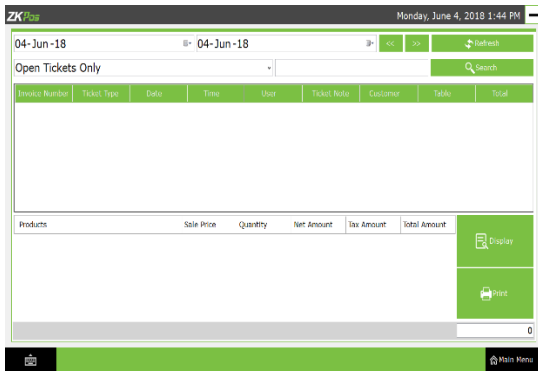 ZKPos Monday, June 4, 2018 1:44 PM
04-Jun-18 04-Jun-18 << >> Refresh
Open Tickets Only Search
Invoice Number Ticket Type Date Time User Ticket Note Customer Table Total
Products Sale Price Quantity Net Amount Tax Amount Total Amount
Display
Print
0
Main Menu